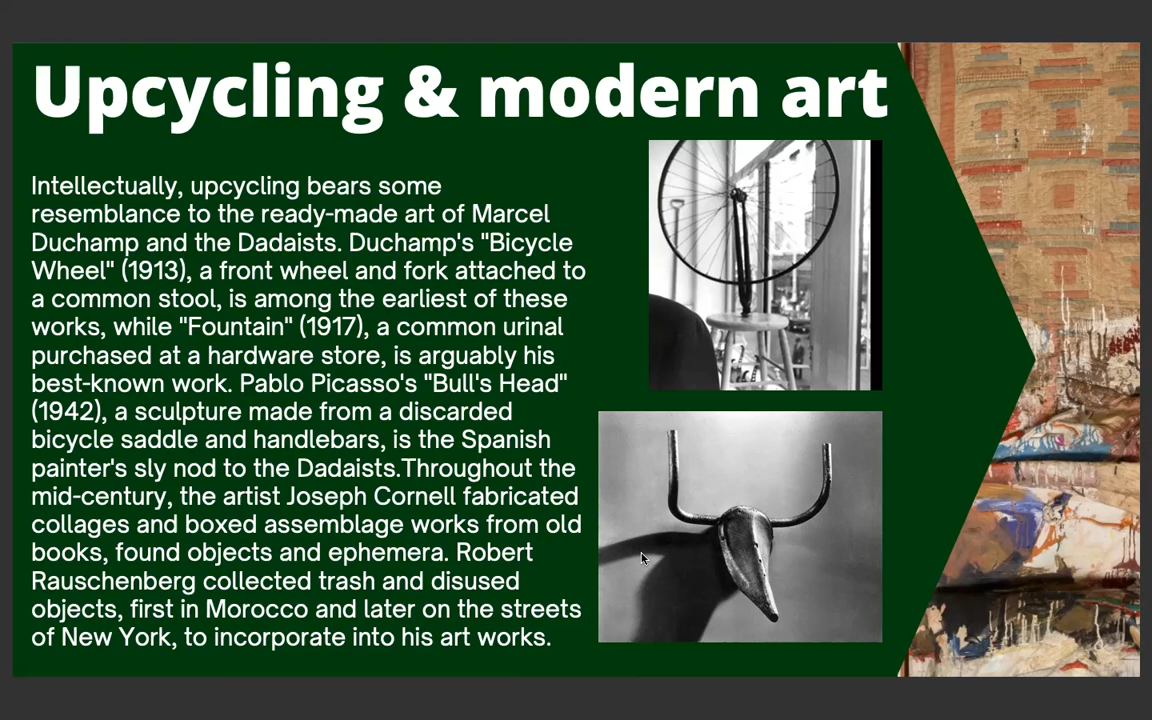 Upcycling & modern art
Intellectually, upcycling bears some
resemblance to the ready-made art of Marcel
Duchamp and the Dadaists. Duchamp's "Bicycle
Wheel" (1913), a front wheel and fork attached to
a common stool, is among the earliest of these
works, while "Fountain" (1917), a common urinal
purchased at a hardware store, is arguably his
best-known work. Pablo Picasso's "Bull's Head"
(1942), a sculpture made from a discarded
bicycle saddle and handlebars, is the Spanish
painter's sly nod to the Dadaists.Throughout the
mid-century, the artist Joseph Cornell fabricated
collages and boxed assemblage works from old
books, found objects and ephemera. Robert
Rauschenberg collected trash and disused
objects, first in Morocco and later on the streets
of New York, to incorporate into his art works.